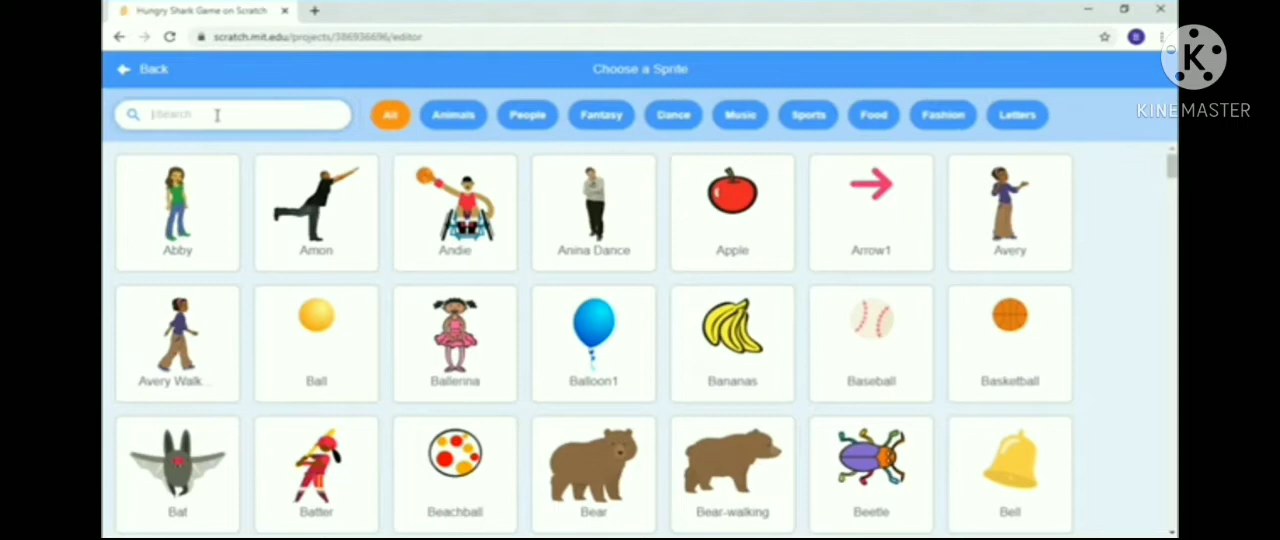 Hungry Shark Game on Scratch
scratch.mit.edu/projects/386936696/editor
Back
Choose a Sprite
Search
All Animals People Fantasy Dance Music Sports Food Fashion Letters
K
KINEMASTER
Abby Amon Andie Anina Dance Apple Arrow1 Avery
Avery Walk... Ball Ballerina Balloon1 Bananas Baseball Basketball
Bat Batter Beachball Bear Bear-walking Beetle Bell